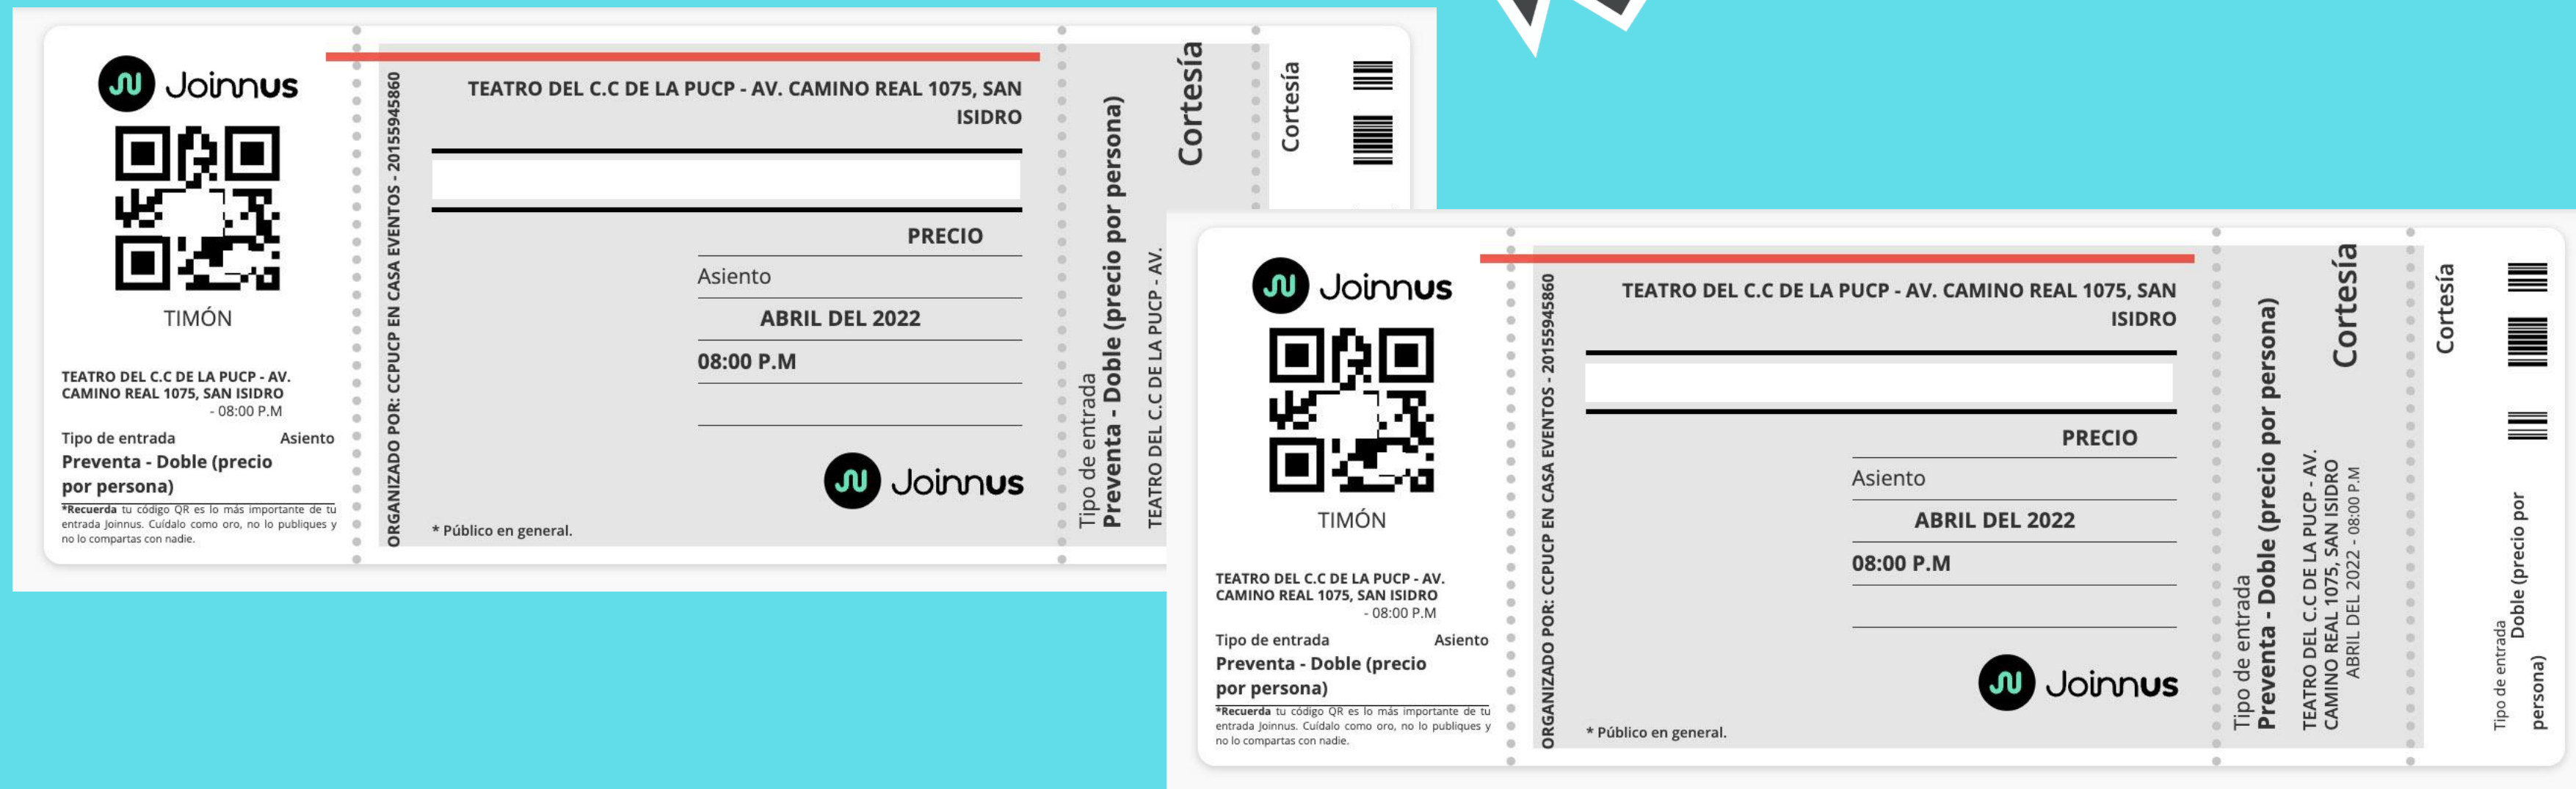 Joinnus
TIMÓN
TEATRO DEL C.C DE LA PUCP - AV.
CAMINO REAL 1075, SAN ISIDRO
- 08:00 P.M
Tipo de entrada Asiento
Preventa - Doble (precio
por persona)
*Recuerda tu código QR es lo más importante de tu
entrada Joinnus. Cuídalo como oro, no lo publiques y
no lo compartas con nadie.
ORGANIZADO POR: CCPUCP EN CASA EVENTOS - 20155945860
TEATRO DEL C.C DE LA PUCP - AV. CAMINO REAL 1075, SAN
ISIDRO
PRECIO
Asiento
ABRIL DEL 2022
08:00 P.M
Joinnus
* Público en general.
Tipo de entrada
Preventa - Doble (precio por persona)
TEATRO DEL C.C DE LA PUCP - AV.
Cortesía
Cortesía
Joinnus
TIMÓN
TEATRO DEL C.C DE LA PUCP - AV.
CAMINO REAL 1075, SAN ISIDRO
- 08:00 P.M
Tipo de entrada Asiento
Preventa - Doble (precio
por persona)
*Recuerda tu código QR es lo más importante de tu
entrada Joinnus. Cuídalo como oro, no lo publiques y
no lo compartas con nadie.
ORGANIZADO POR: CCPUCP EN CASA EVENTOS - 20155945860
TEATRO DEL C.C DE LA PUCP - AV. CAMINO REAL 1075, SAN
ISIDRO
PRECIO
Asiento
ABRIL DEL 2022
08:00 P.M
Joinnus
* Público en general.
Tipo de entrada
Preventa - Doble (precio por persona)
TEATRO DEL C.C DE LA PUCP - AV.
CAMINO REAL 1075, SAN ISIDRO
ABRIL DEL 2022 - 08:00 P.M
Cortesía
Cortesía
Tipo de entrada
Doble (precio por
persona)